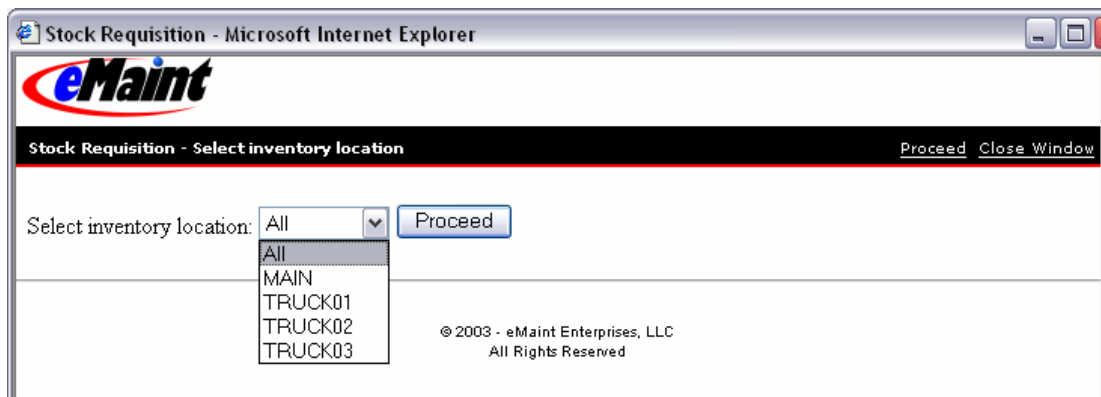 Stock Requisition - Microsoft Internet Explorer
eMaint
Stock Requisition - Select inventory location Proceed Close Window
Select inventory location: All Proceed
All
MAIN
TRUCK01
TRUCK02
TRUCK03
© 2003 - eMaint Enterprises, LLC
All Rights Reserved